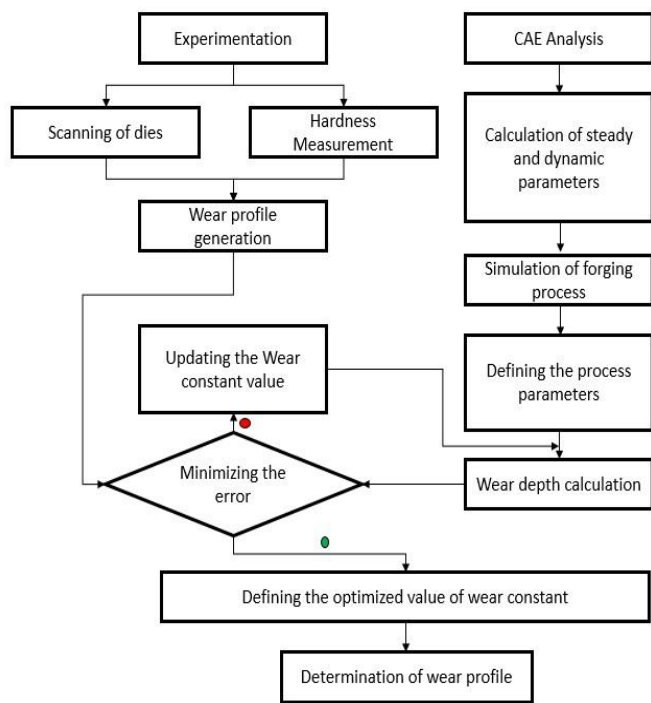 Experimentation
Scanning of dies
Hardness
Measurement
Wear profile
generation
CAE Analysis
Calculation of steady
and dynamic
parameters
Simulation of forging
process
Defining the process
parameters
Updating the Wear
constant value
Minimizing the
error
Wear depth calculation
Defining the optimized value of wear constant
Determination of wear profile